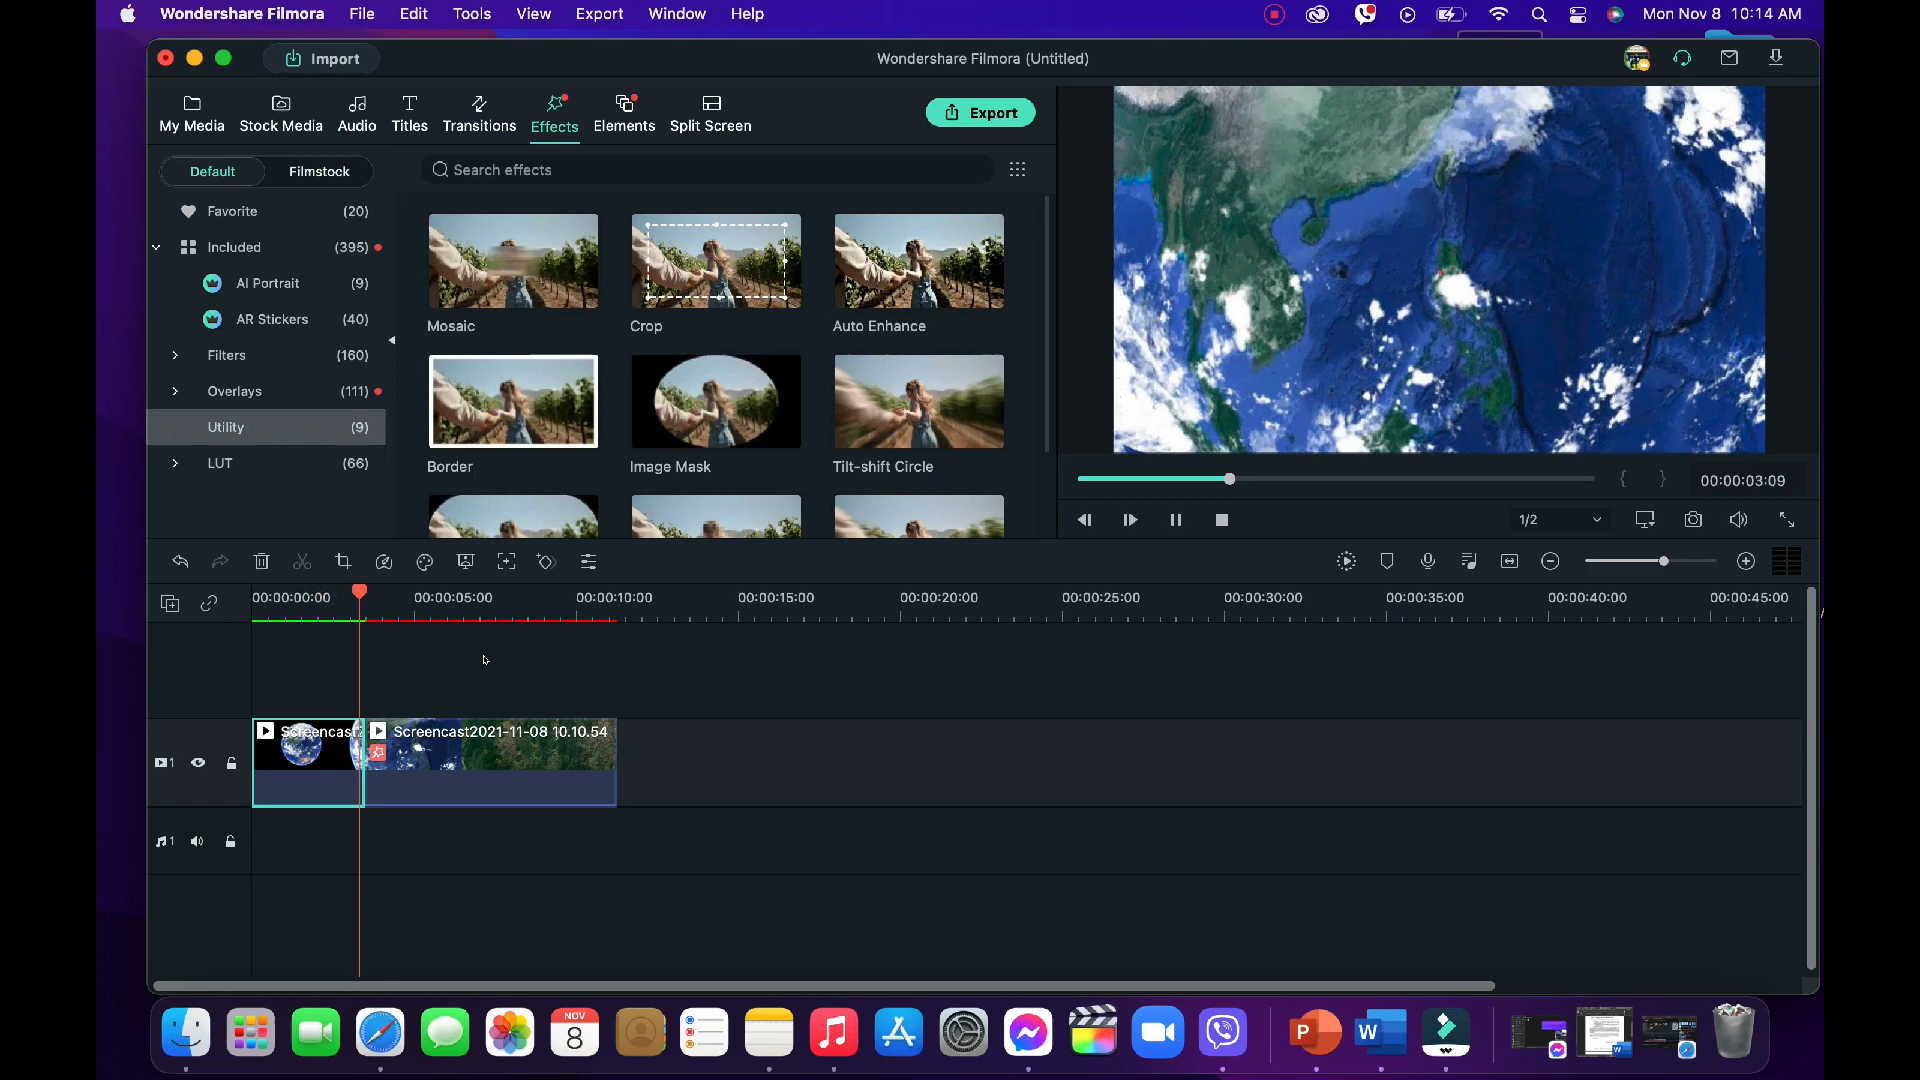 Wondershare Filmora File Edit Tools View Export Window Help
Mon Nov 8 10:14 AM
Import
Wondershare Filmora (Untitled)
My Media Stock Media Audio Titles Transitions Effects Elements Split Screen
Export
Default Filmstock
Search effects
Favorite (20)
Included (395)
AI Portrait (9)
AR Stickers (40)
Filters (160)
Overlays (111)
Utility (9)
LUT (66)
Mosaic Crop Auto Enhance
Border Image Mask Tilt-shift Circle
00:00:03:09
1/2
00:00:00:00 00:00:05:00 00:00:10:00 00:00:15:00 00:00:20:00 00:00:25:00 00:00:30:00 00:00:35:00 00:00:40:00 00:00:45:00
Screencast2 Screencast2021-11-08 10.10.54
1
1
NOV
8
P
W